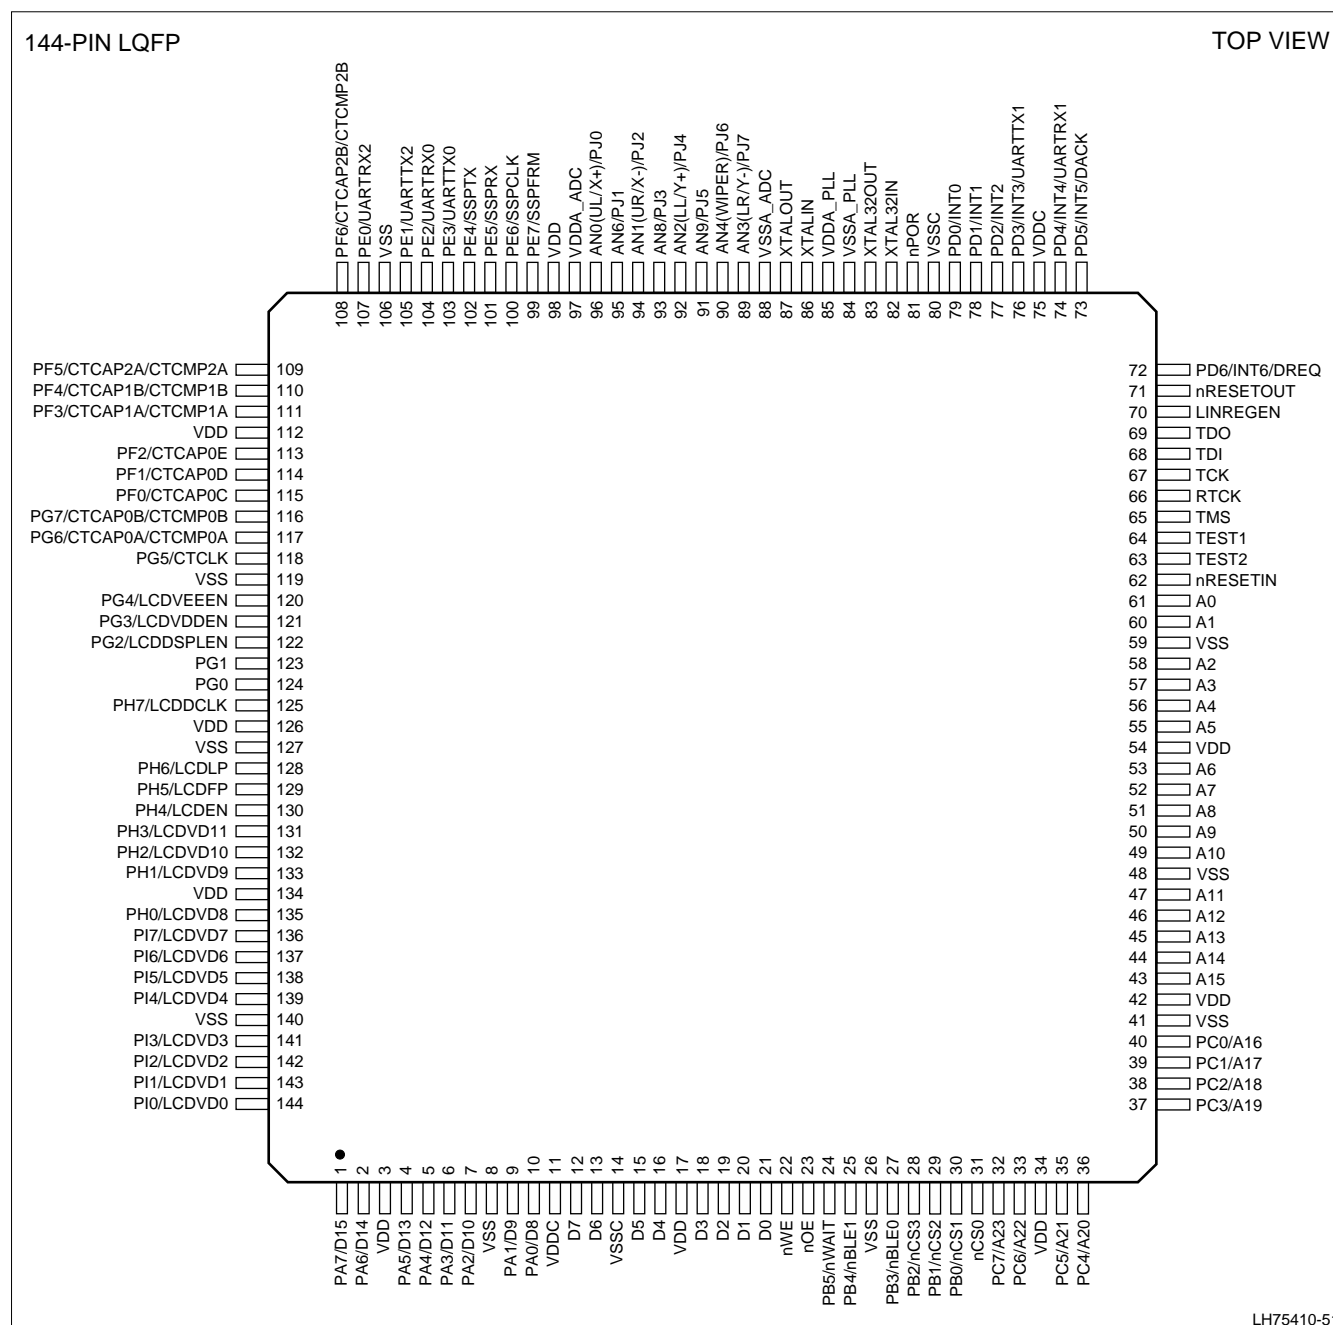 144-PIN LQFP
TOP VIEW
PF6/CTCAP2B/CTCMP2B
PE0/UARTRX2
VSS
PE1/UARTTX2
PE2/UARTRX0
PE3/UARTTX0
PE4/SSPTX
PE5/SSPRX
PE6/SSPCLK
PE7/SSPFRM
VDD
VDDA_ADC
AN0(UL/X+)/PJ0
AN6/PJ1
AN1(UR/X-)/PJ2
AN8/PJ3
AN2(LL/Y+)/PJ4
AN9/PJ5
AN4(WIPER)/PJ6
AN3(LR/Y-)/PJ7
VSSA_ADC
XTALOUT
XTALIN
VDDA_PLL
VSSA_PLL
XTAL32OUT
XTAL32IN
nPOR
VSSC
PD0/INT0
PD1/INT1
PD2/INT2
PD3/INT3/UARTTX1
VDDC
PD4/INT4/UARTRX1
PD5/INT5/DACK
108
107
106
105
104
103
102
101
100
99
98
97
96
95
94
93
92
91
90
89
88
87
86
85
84
83
82
81
80
79
78
77
76
75
74
73
PF5/CTCAP2A/CTCMP2A 109
PF4/CTCAP1B/CTCMP1B 110
PF3/CTCAP1A/CTCMP1A 111
VDD 112
PF2/CTCAP0E 113
PF1/CTCAP0D 114
PF0/CTCAP0C 115
PG7/CTCAP0B/CTCMP0B 116
PG6/CTCAP0A/CTCMP0A 117
PG5/CTCLK 118
VSS 119
PG4/LCDVEEEN 120
PG3/LCDVDDEN 121
PG2/LCDDSPLEN 122
PG1 123
PG0 124
PH7/LCDDCLK 125
VDD 126
VSS 127
PH6/LCDLP 128
PH5/LCDFP 129
PH4/LCDEN 130
PH3/LCDVD11 131
PH2/LCDVD10 132
PH1/LCDVD9 133
VDD 134
PH0/LCDVD8 135
PI7/LCDVD7 136
PI6/LCDVD6 137
PI5/LCDVD5 138
PI4/LCDVD4 139
VSS 140
PI3/LCDVD3 141
PI2/LCDVD2 142
PI1/LCDVD1 143
PI0/LCDVD0 144
72 PD6/INT6/DREQ
71 nRESETOUT
70 LINREGEN
69 TDO
68 TDI
67 TCK
66 RTCK
65 TMS
64 TEST1
63 TEST2
62 nRESETIN
61 A0
60 A1
59 VSS
58 A2
57 A3
56 A4
55 A5
54 VDD
53 A6
52 A7
51 A8
50 A9
49 A10
48 VSS
47 A11
46 A12
45 A13
44 A14
43 A15
42 VDD
41 VSS
40 PC0/A16
39 PC1/A17
38 PC2/A18
37 PC3/A19
1
2
3
4
5
6
7
8
9
10
11
12
13
14
15
16
17
18
19
20
21
22
23
24
25
26
27
28
29
30
31
32
33
34
35
36
PA7/D15
PA6/D14
VDD
PA5/D13
PA4/D12
PA3/D11
PA2/D10
VSS
PA1/D9
PA0/D8
VDDC
D7
D6
VSSC
D5
D4
VDD
D3
D2
D1
D0
nWE
nOE
PB5/nWAIT
PB4/nBLE1
VSS
PB3/nBLE0
PB2/nCS3
PB1/nCS2
PB0/nCS1
nCS0
PC7/A23
PC6/A22
VDD
PC5/A21
PC4/A20
LH75410-51